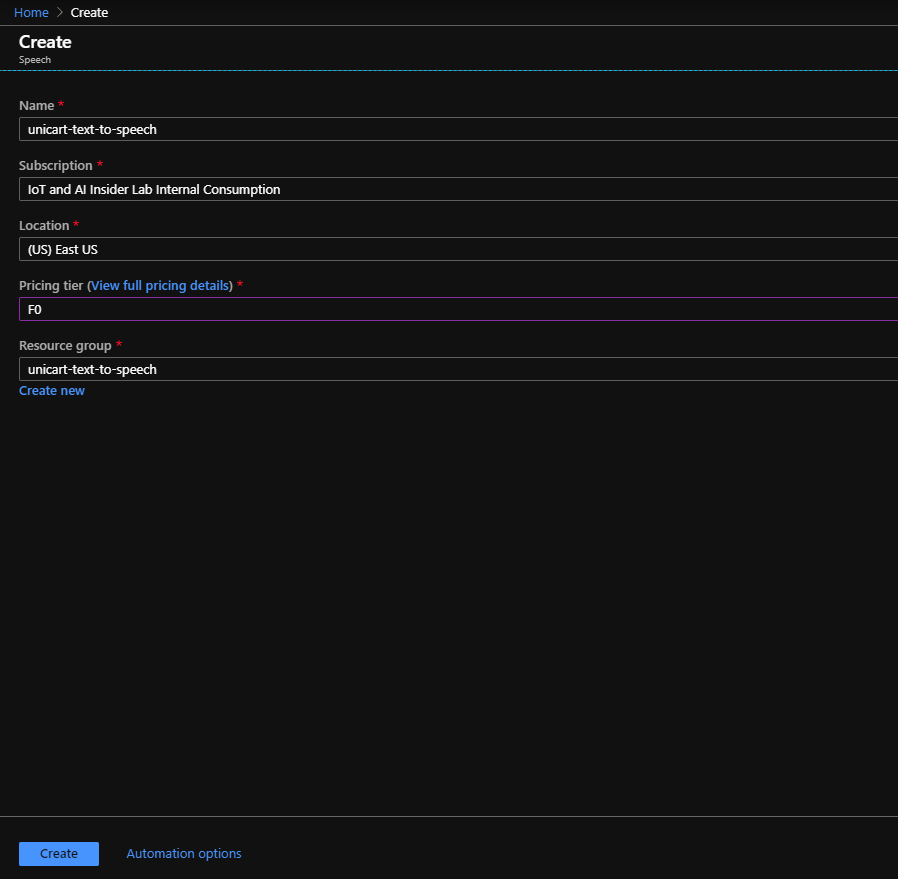 Home > Create
Create
Speech
Name *
unicart-text-to-speech
Subscription *
IoT and AI Insider Lab Internal Consumption
Location *
(US) East US
Pricing tier (View full pricing details) *
F0
Resource group *
unicart-text-to-speech
Create new
Create Automation options